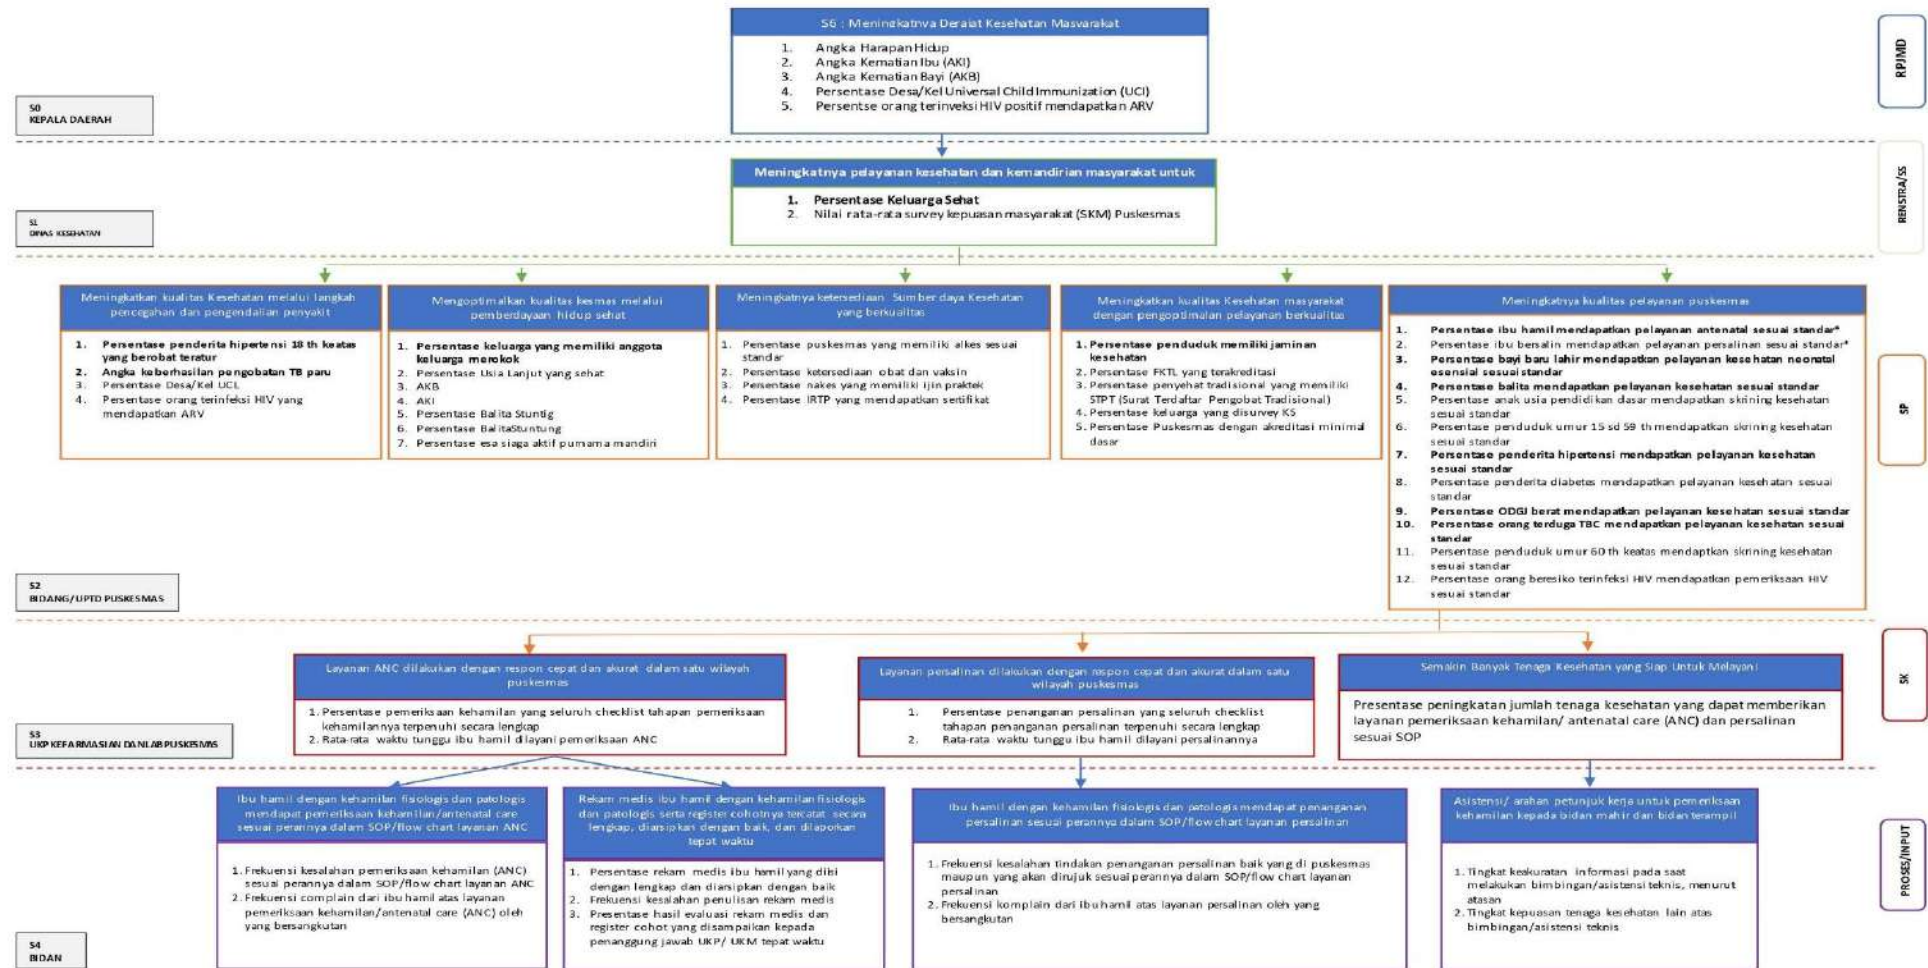 S6 : Meningkatnya Derajat Kesehatan Masyarakat
1. Angka Harapan Hidup
2. Angka Kematian Ibu (AKI)
3. Angka Kematian Bayi (AKB)
4. Persentase Desa/Kel Universal Child Immunization (UCI)
5. Persentse orang terinveksi HIV positif mendapatkan ARV
RPJMD
S0
KEPALA DAERAH
Meningkatnya pelayanan kesehatan dan kemandirian masyarakat untuk
1. Persentase Keluarga Sehat
2. Nilai rata-rata survey kepuasan masyarakat (SKM) Puskesmas
RENSTRA/SS
S1
DINAS KESEHATAN
Meningkatkan kualitas Kesehatan melalui langkah
pencegahan dan pengendalian penyakit
1. Persentase penderita hipertensi 18 th keatas
yang berobat teratur
2. Angka keberhasilan pengobatan TB paru
3. Persentase Desa/Kel UCL
4. Persentase orang terinfeksi HIV yang
mendapatkan ARV
Mengoptimalkan kualitas kesmas melalui
pemberdayaan hidup sehat
1. Persentase keluarga yang memiliki anggota
keluarga merokok
2. Persentase Usia Lanjut yang sehat
3. AKB
4. AKI
5. Persentase Balita Stuntig
6. Persentase BalitaStuntung
7. Persentase esa siaga aktif purnama mandiri
Meningkatnya ketersediaan Sumber daya Kesehatan
yang berkualitas
1. Persentase puskesmas yang memiliki alkes sesuai
standar
2. Persentase ketersediaan obat dan vaksin
3. Persentase nakes yang memiliki ijin praktek
4. Persentase IRTP yang mendapatkan sertifikat
Meningkatkan kualitas Kesehatan masyarakat
dengan pengoptimalan pelayanan berkualitas
1. Persentase penduduk memiliki jaminan
kesehatan
2. Persentase FKTL yang terakreditasi
3. Persentase penyehat tradisional yang memiliki
STPT (Surat Terdaftar Pengobat Tradisional)
4. Persentase keluarga yang disurvey KS
5. Persentase Puskesmas dengan akreditasi minimal
dasar
Meningkatnya kualitas pelayanan puskesmas
1. Persentase ibu hamil mendapatkan pelayanan antenatal sesuai standar*
2. Persentase ibu bersalin mendapatkan pelayanan persalinan sesuai standar*
3. Persentase bayi baru lahir mendapatkan pelayanan kesehatan neonatal
esensial sesuai standar
4. Persentase balita mendapatkan pelayanan kesehatan sesuai standar
5. Persentase anak usia pendidikan dasar mendapatkan skrining kesehatan
sesuai standar
6. Persentase penduduk umur 15 sd 59 th mendapatkan skrining kesehatan
sesuai standar
7. Persentase penderita hipertensi mendapatkan pelayanan kesehatan
sesuai standar
8. Persentase penderita diabetes mendapatkan pelayanan kesehatan sesuai
standar
9. Persentase ODGJ berat mendapatkan pelayanan kesehatan sesuai standar
10. Persentase orang terduga TBC mendapatkan pelayanan kesehatan sesuai
standar
11. Persentase penduduk umur 60 th keatas mendaptkan skrining kesehatan
sesuai standar
12. Persentase orang beresiko terinfeksi HIV mendapatkan pemeriksaan HIV
sesuai standar
SP
S2
BIDANG/UPTD PUSKESMAS
Layanan ANC dilakukan dengan respon cepat dan akurat dalam satu wilayah
puskesmas
1. Persentase pemeriksaan kehamilan yang seluruh checklist tahapan pemeriksaan
kehamilannya terpenuhi secara lengkap
2. Rata-rata waktu tunggu ibu hamil dilayani pemeriksaan ANC
Layanan persalinan dilakukan dengan respon cepat dan akurat dalam satu
wilayah puskesmas
1. Persentase penanganan persalinan yang seluruh checklist
tahapan penanganan persalinan terpenuhi secara lengkap
2. Rata-rata waktu tunggu ibu hamil dilayani persalinannya
Semakin Banyak Tenaga Kesehatan yang Siap Untuk Melayani
Presentase peningkatan jumlah tenaga kesehatan yang dapat memberikan
layanan pemeriksaan kehamilan/ antenatal care (ANC) dan persalinan
sesuai SOP
SK
S3
UKP KEFARMASIAN DAN LAB PUSKESMAS
Ibu hamil dengan kehamilan fisiologis dan patologis
mendapat pemeriksaan kehamilan/antenatal care
sesuai perannya dalam SOP/flow chart layanan ANC
1. Frekuensi kesalahan pemeriksaan kehamilan (ANC)
sesuai perannya dalam SOP/flow chart layanan ANC
2. Frekuensi complain dari ibu hamil atas layanan
pemeriksaan kehamilan/antenatal care (ANC) oleh
yang bersangkutan
Rekam medis ibu hamil dengan kehamilan fisiologis
dan patologis serta register cohotnya tercatat secara
lengkap, diarsipkan dengan baik, dan dilaporkan
tepat waktu
1. Persentase rekam medis ibu hamil yang diisi
dengan lengkap dan diarsipkan dengan baik
2. Frekuensi kesalahan penulisan rekam medis
3. Presentase hasil evaluasi rekam medis dan
register cohot yang disampaikan kepada
penanggung jawab UKP/ UKM tepat waktu
Ibu hamil dengan kehamilan fisiologis dan patologis mendapat penanganan
persalinan sesuai perannya dalam SOP/flow chart layanan persalinan
1. Frekuensi kesalahan tindakan penanganan persalinan baik yang di puskesmas
maupun yang akan dirujuk sesuai perannya dalam SOP/flow chart layanan
persalinan
2. Frekuensi komplain dari ibu hamil atas layanan persalinan oleh yang
bersangkutan
Asistensi/ arahan petunjuk kerja untuk pemeriksaan
kehamilan kepada bidan mahir dan bidan terampil
1. Tingkat keakuratan informasi pada saat
melakukan bimbingan/asistensi teknis, menurut
atasan
2. Tingkat kepuasan tenaga kesehatan lain atas
bimbingan/asistensi teknis
PROSES/INPUT
S4
BIDAN